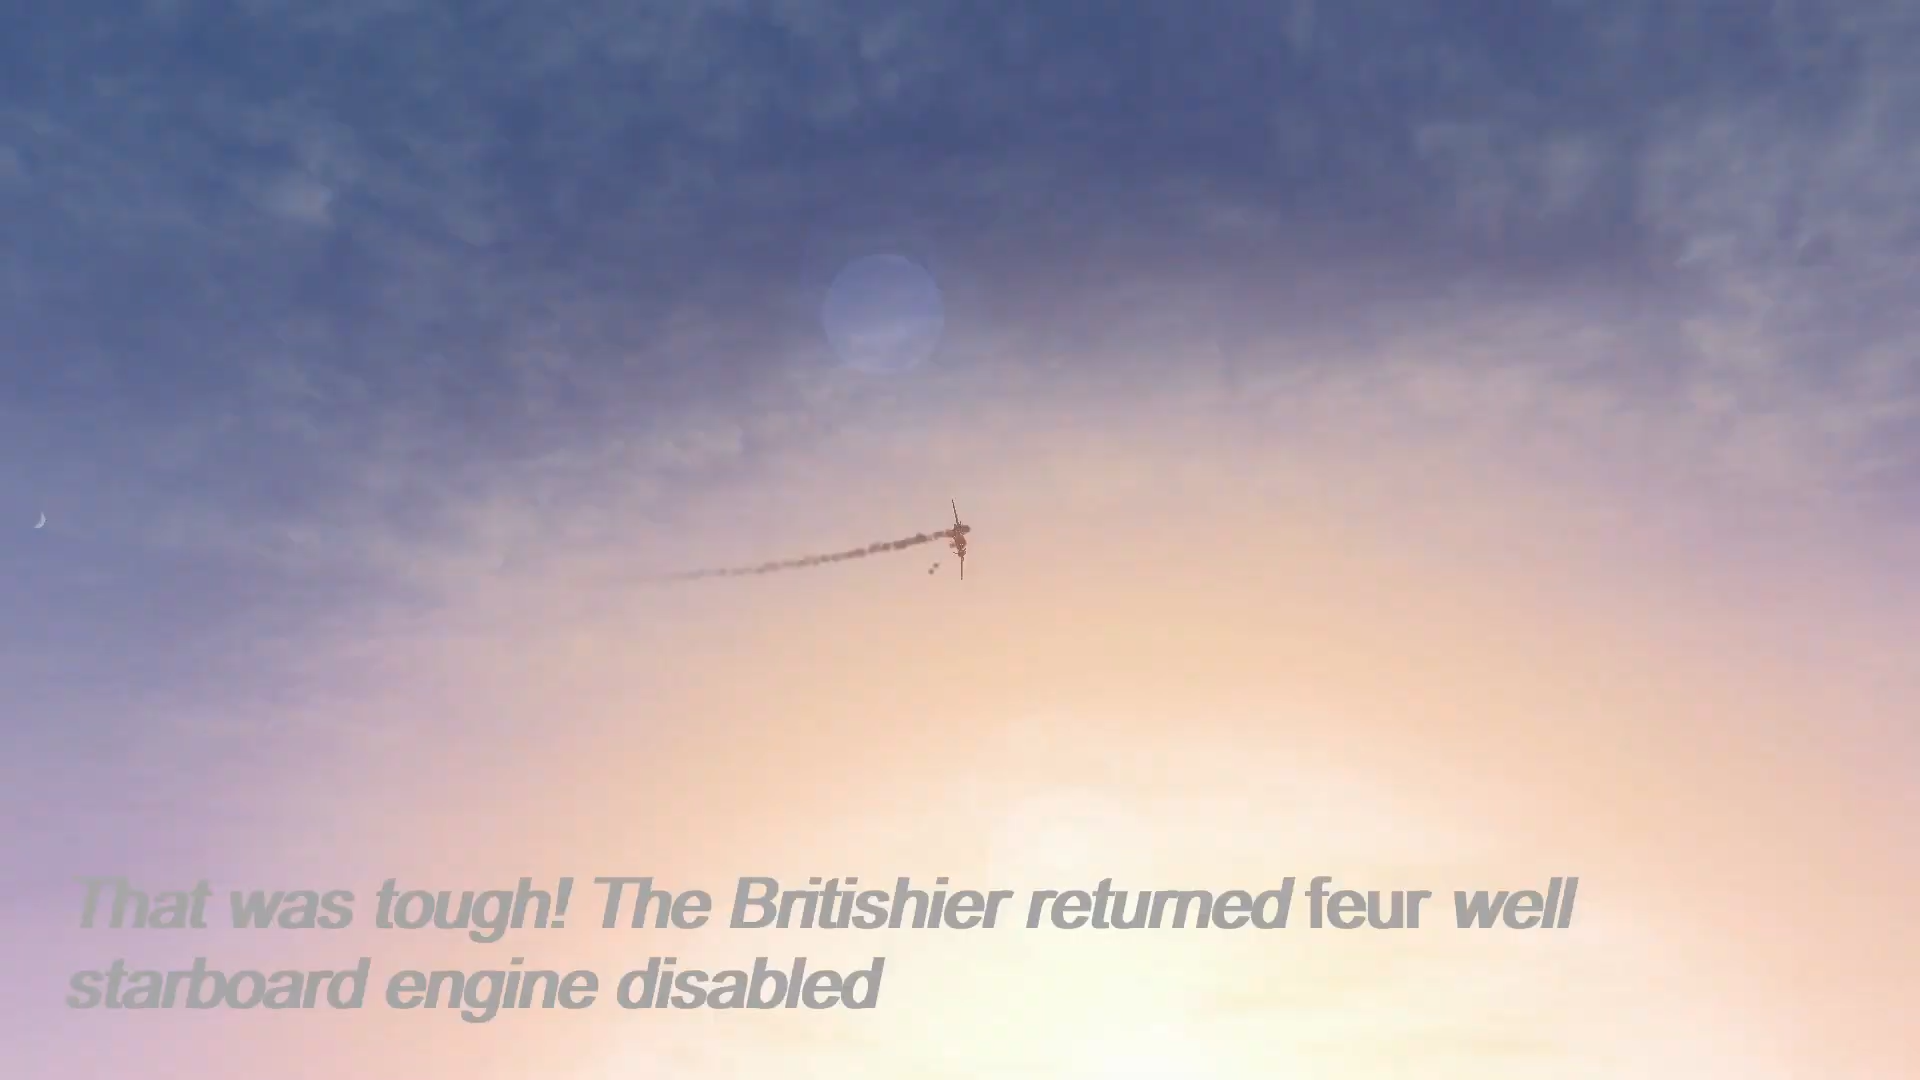 That was tough! The Britishier returned feur well
starboard engine disabled